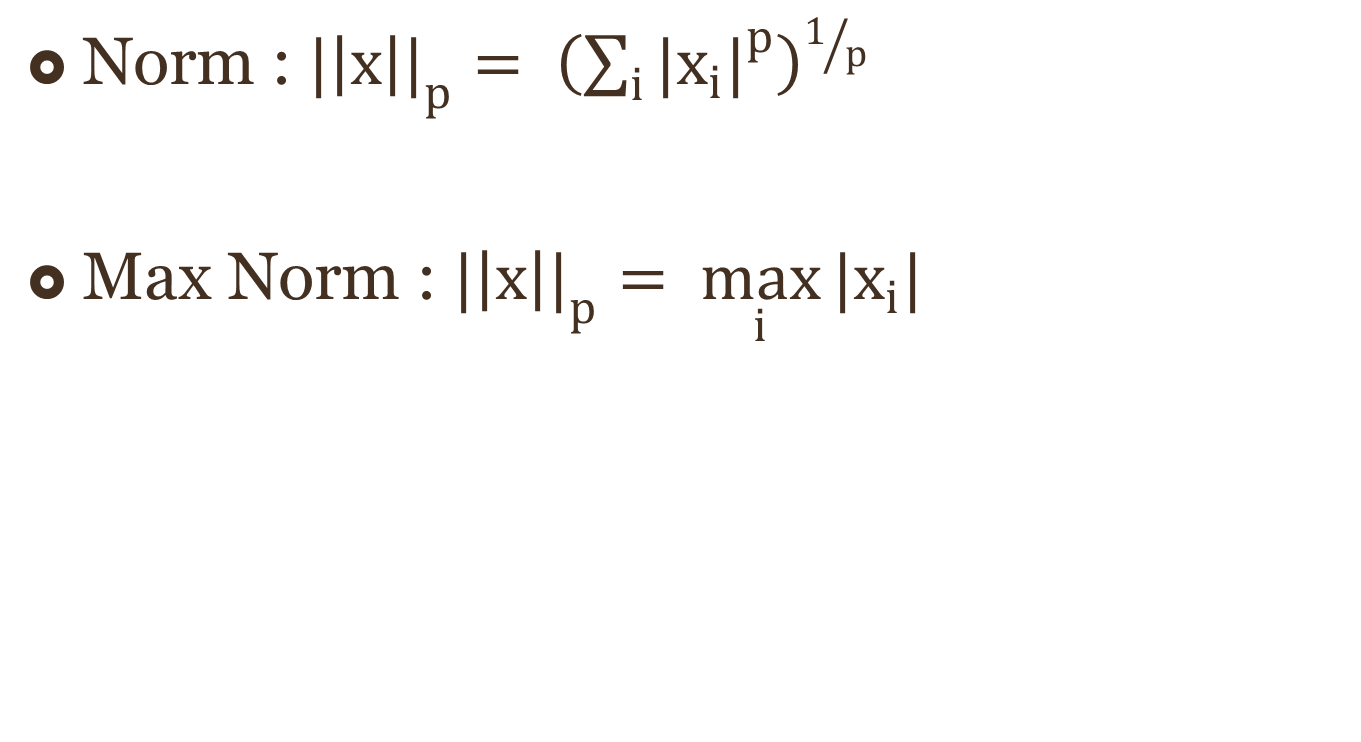 Norm : ||x||ₚ = (∑ᵢ |xᵢ|ᵖ)^1/p
Max Norm : ||x||ₚ = max |xᵢ|
i